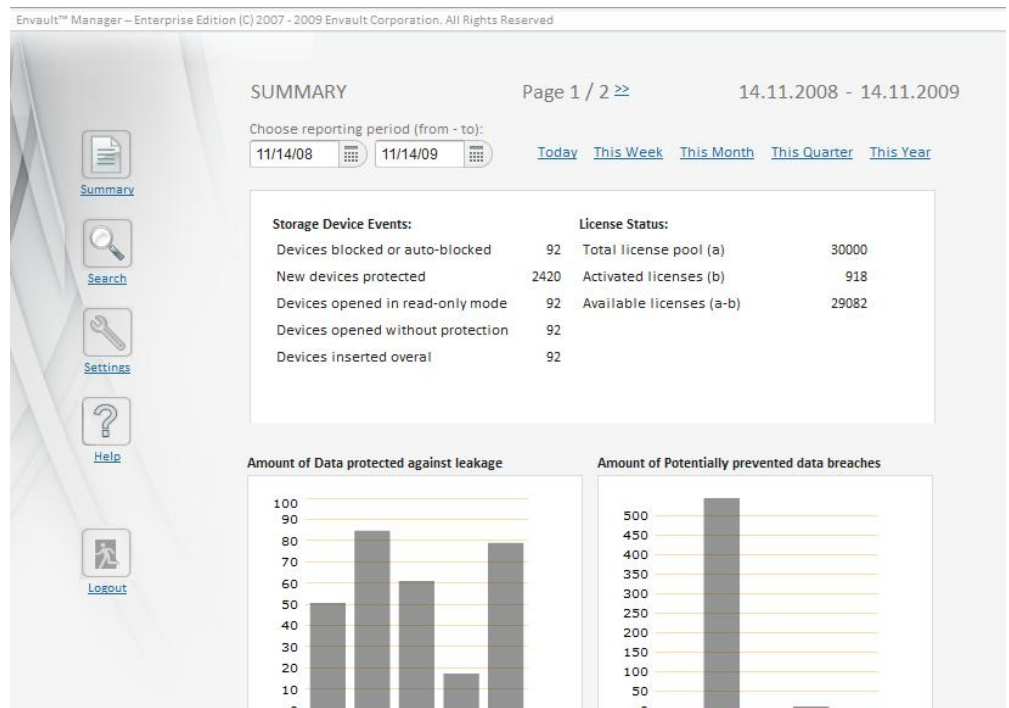 Envault™ Manager – Enterprise Edition (C) 2007 - 2009 Envault Corporation. All Rights Reserved
SUMMARY Page 1 / 2 >> 14.11.2008 - 14.11.2009
Choose reporting period (from - to):
11/14/08 11/14/09 Today This Week This Month This Quarter This Year
Summary
Search
Settings
Help
Logout
Storage Device Events: License Status:
Devices blocked or auto-blocked 92 Total license pool (a) 30000
New devices protected 2420 Activated licenses (b) 918
Devices opened in read-only mode 92 Available licenses (a-b) 29082
Devices opened without protection 92
Devices inserted overal 92
Amount of Data protected against leakage
100
90
80
70
60
50
40
30
20
10
Amount of Potentially prevented data breaches
500
450
400
350
300
250
200
150
100
50